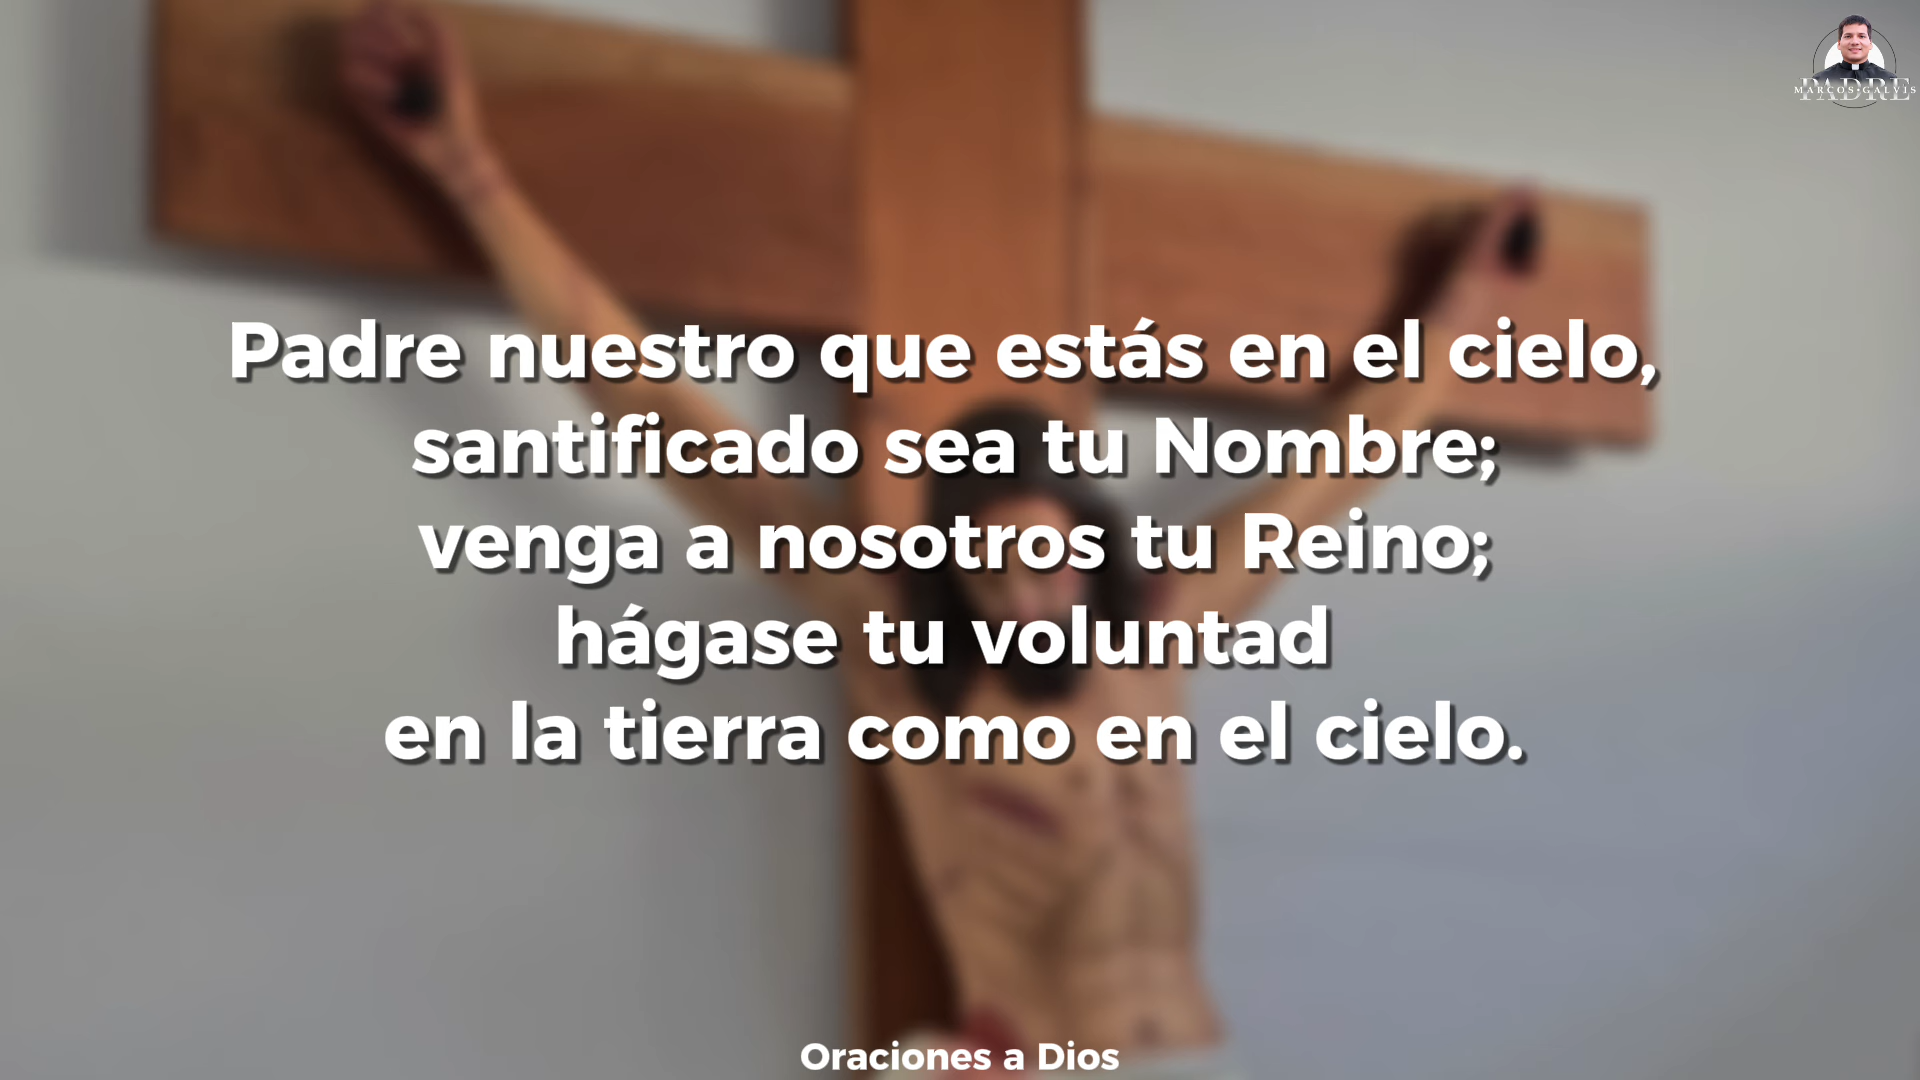 PADRE
MARCOS GALVIS
Padre nuestro que estás en el cielo,
santificado sea tu Nombre;
venga a nosotros tu Reino;
hágase tu voluntad
en la tierra como en el cielo.
Oraciones a Dios